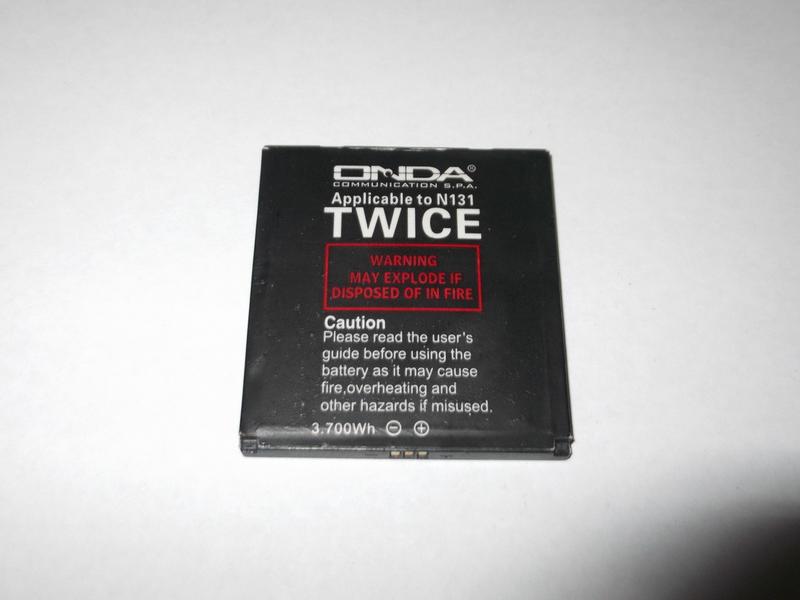 ONDA®
COMMUNICATION S.P.A.
Applicable to N131
TWICE
WARNING
MAY EXPLODE IF
DISPOSED OF IN FIRE
Caution
Please read the user's
guide before using the
battery as it may cause
fire,overheating and
other hazards if misused.
3.700Wh ⊖ ⊕